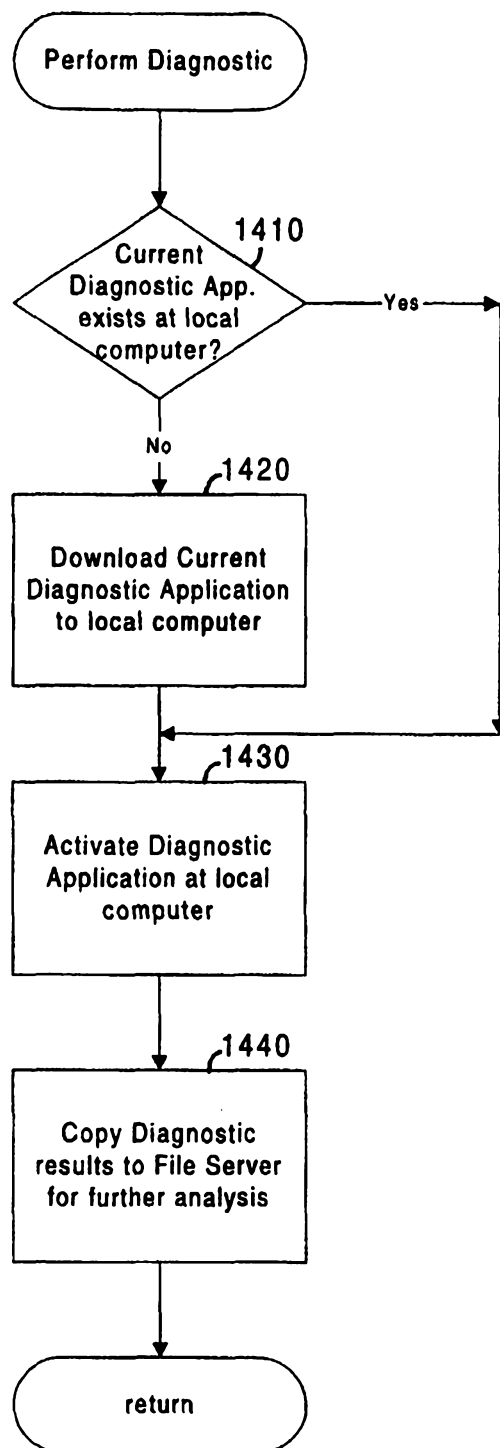 Perform Diagnostic
1410
Current
Diagnostic App.
exists at local
computer?
Yes
No
1420
Download Current
Diagnostic Application
to local computer
1430
Activate Diagnostic
Application at local
computer
1440
Copy Diagnostic
results to File Server
for further analysis
return